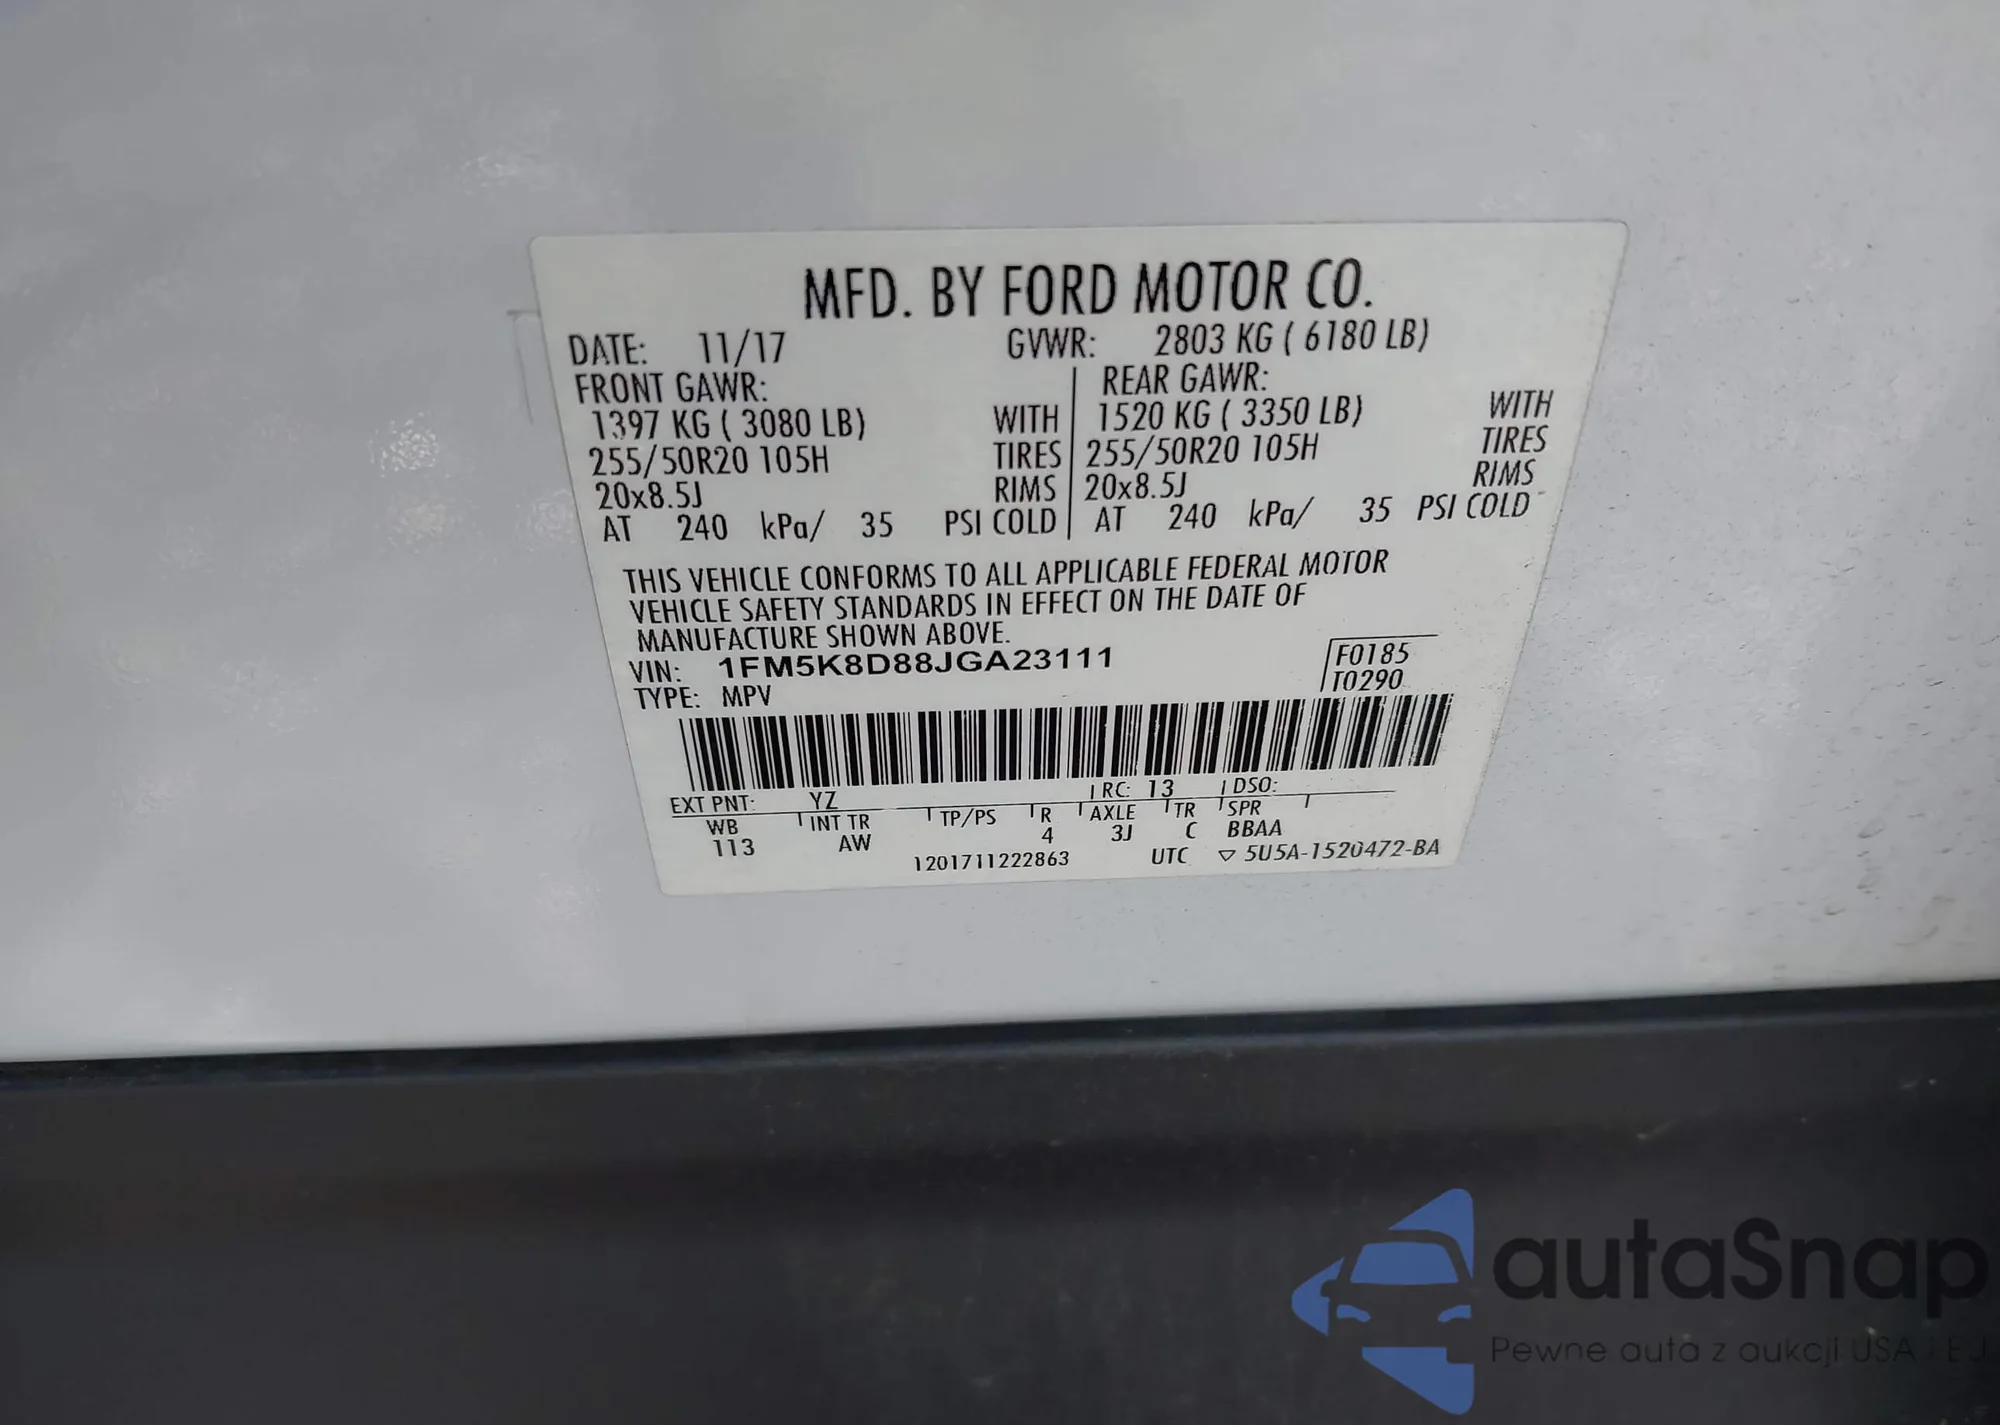 MFD. BY FORD MOTOR CO.
DATE: 11/17 GVWR: 2803 KG ( 6180 LB)
FRONT GAWR: REAR GAWR:
1397 KG ( 3080 LB) WITH 1520 KG ( 3350 LB) WITH
255/50R20 105H TIRES 255/50R20 105H TIRES
20x8.5J RIMS 20x8.5J RIMS
AT 240 kPa/ 35 PSI COLD AT 240 kPa/ 35 PSI COLD
THIS VEHICLE CONFORMS TO ALL APPLICABLE FEDERAL MOTOR
VEHICLE SAFETY STANDARDS IN EFFECT ON THE DATE OF
MANUFACTURE SHOWN ABOVE.
VIN: 1FM5K8D88JGA23111 F0185
TYPE: MPV T0290
EXT PNT: YZ RC: 13 DSO:
WB INT TR TP/PS R AXLE TR SPR
113 AW 4 3J C BBAA
1201711222863 UTC ▽ 5U5A-1520472-BA
autaSnap
Pewne auta z aukcji USA i EU